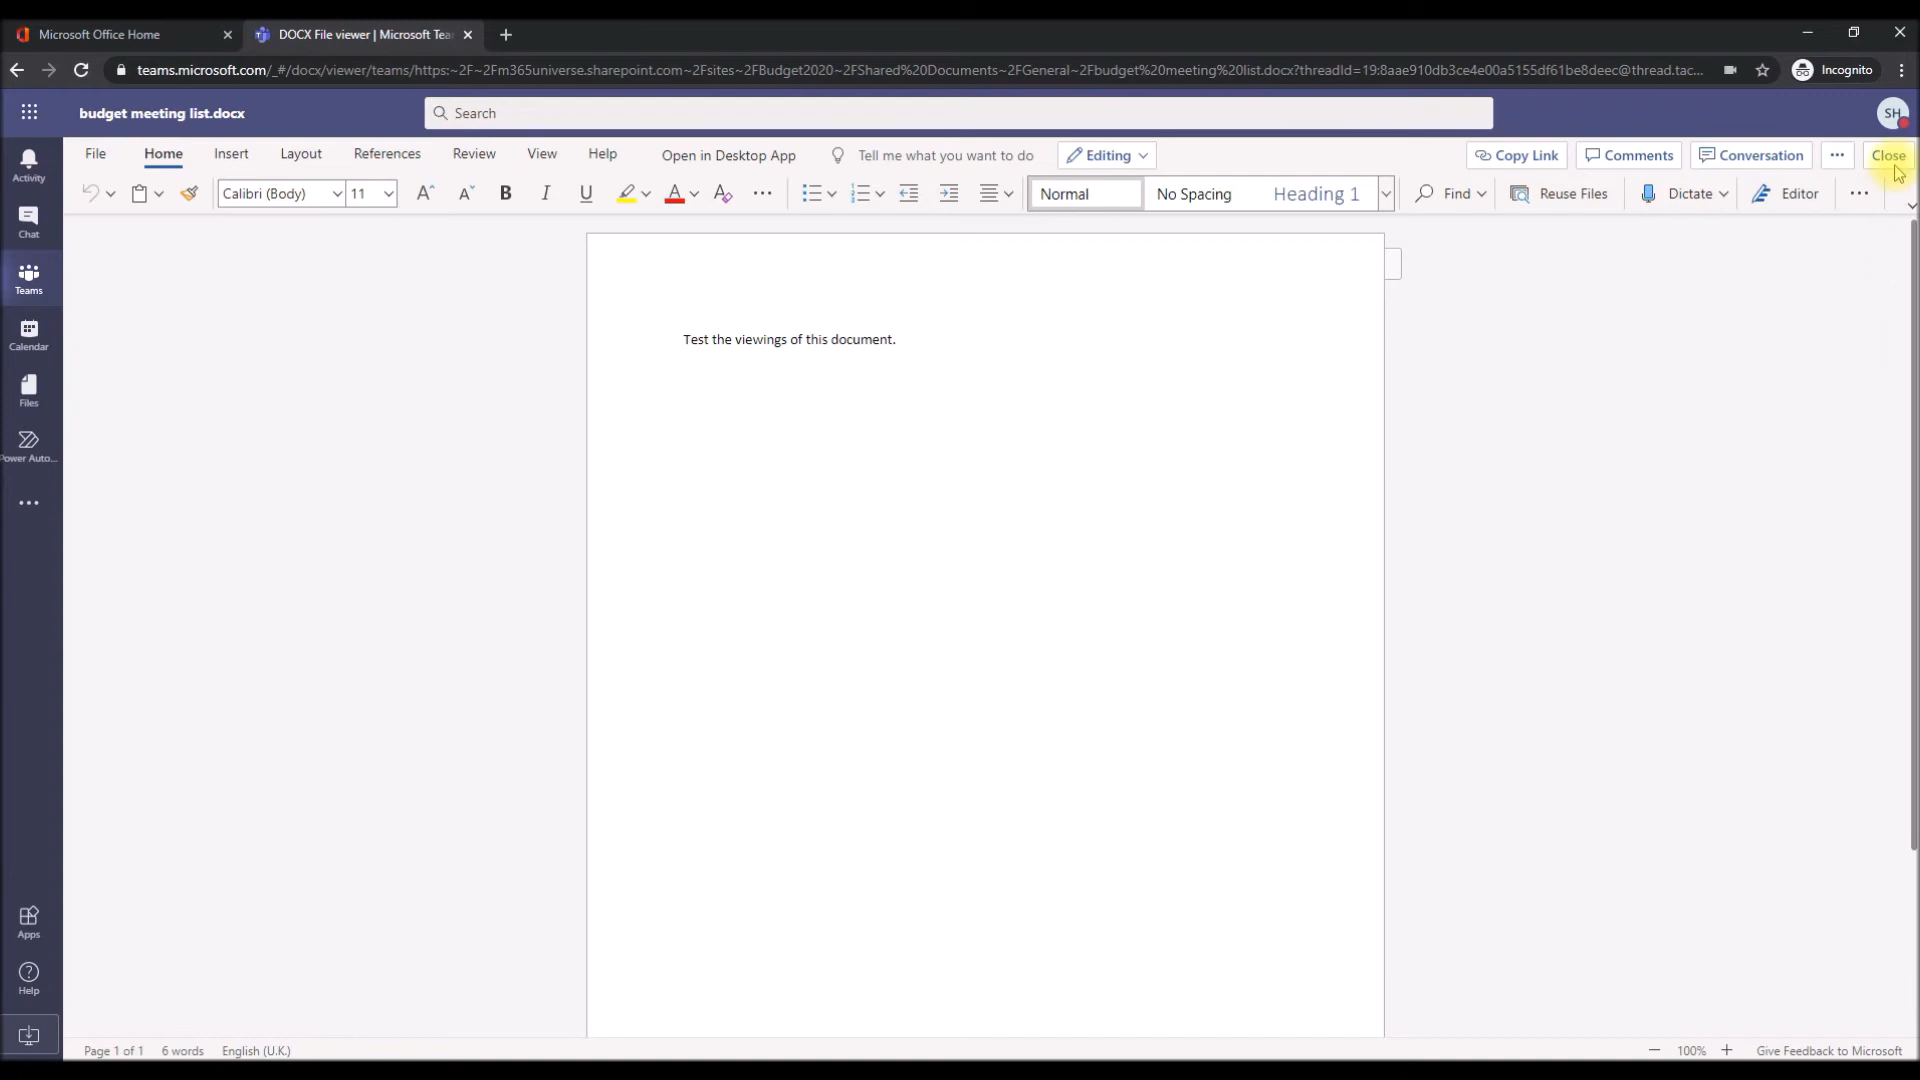 Microsoft Office Home
DOCX File viewer | Microsoft Tea
teams.microsoft.com/_#/docx/viewer/teams/https:~2F~2Fm365universe.sharepoint.com~2Fsites~2FBudget2020~2FShared%20Documents~2FGeneral~2Fbudget%20meeting%20list.docx?threadId=19:8aae910db3ce4e00a5155df61be8deec@thread.tac...
Incognito
budget meeting list.docx
Search
SH
File Home Insert Layout References Review View Help Open in Desktop App Tell me what you want to do Editing Copy Link Comments Conversation ... Close
Calibri (Body) 11 B I U A Normal No Spacing Heading 1 Find Reuse Files Dictate Editor
Activity
Chat
Teams
Calendar
Files
Power Auto...
Apps
Help
Test the viewings of this document.
Page 1 of 1 6 words English (U.K.) 100% Give Feedback to Microsoft